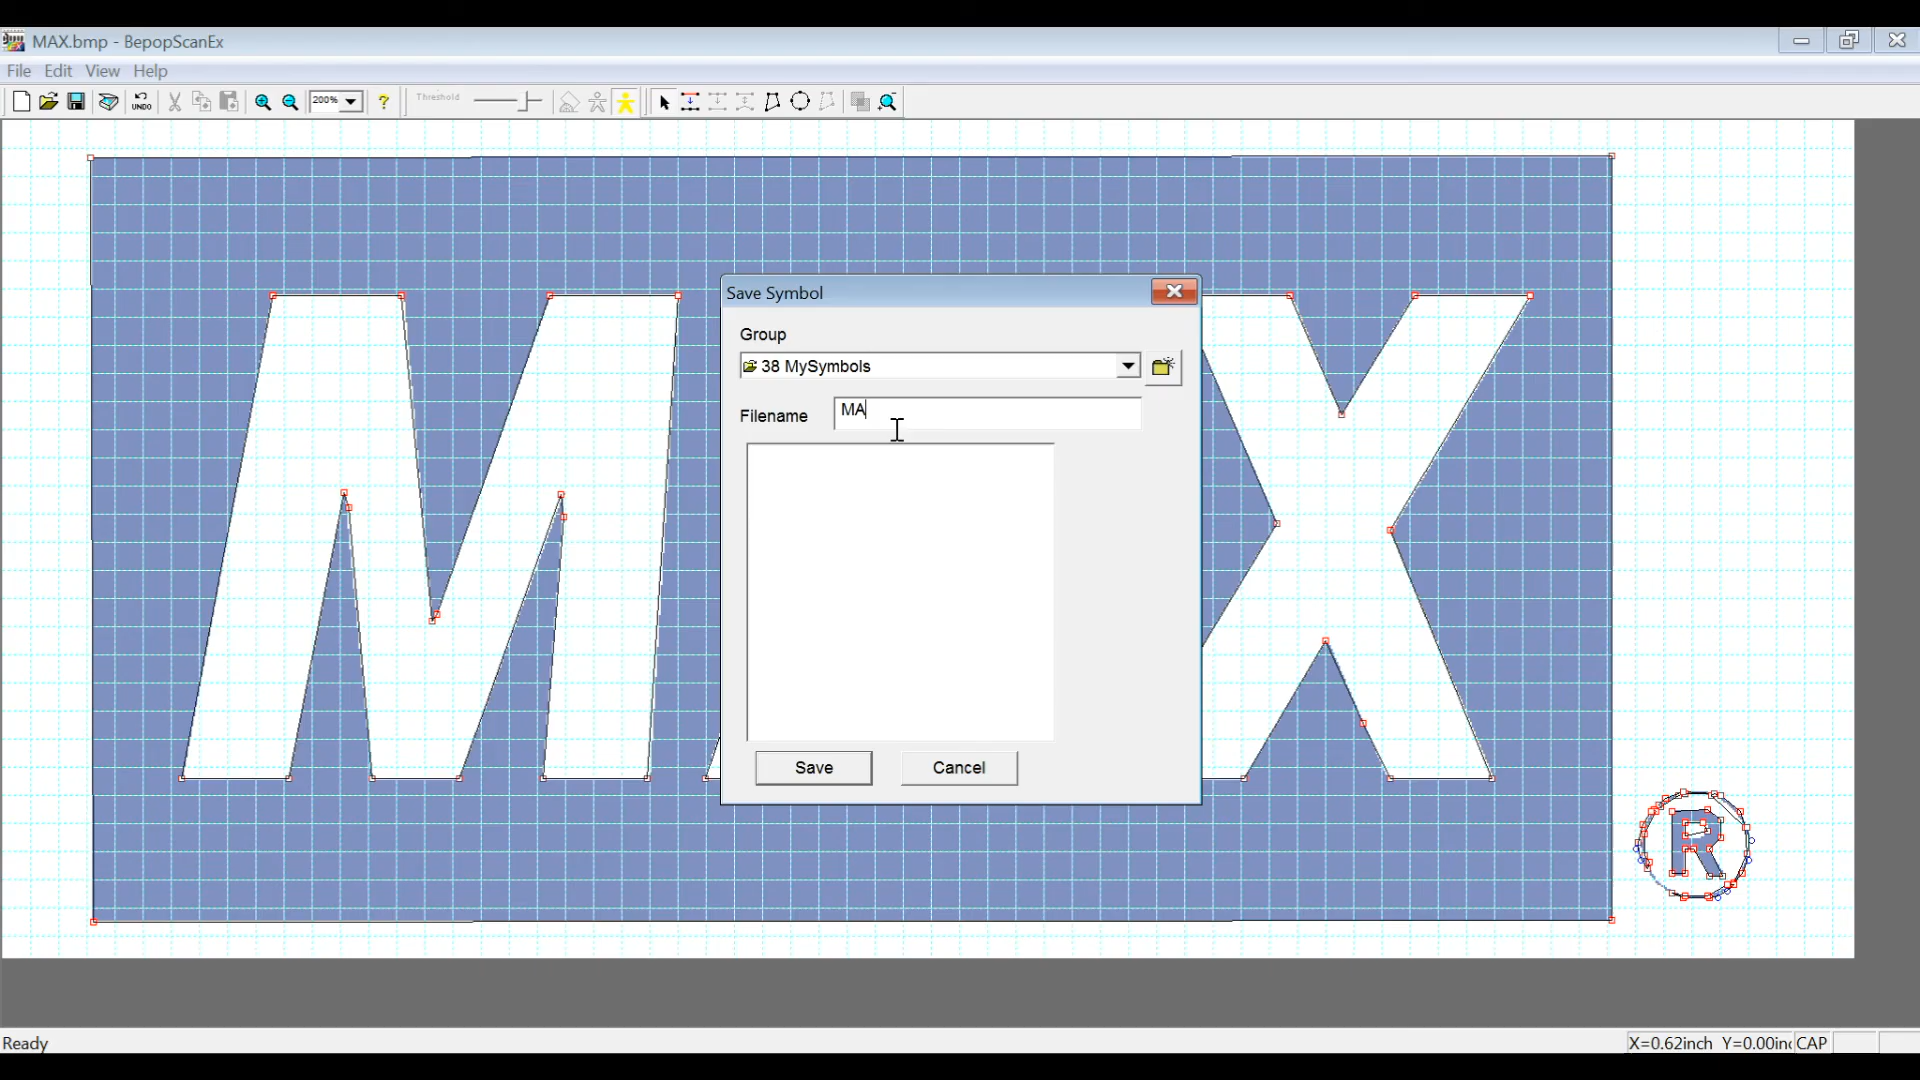 MAX.bmp - BepopScanEx
File Edit View Help
UNDO 200% ? Threshold
Save Symbol
Group
38 MySymbols
Filename MA
Save Cancel
M X
R
Ready X=0.62inch Y=0.00in CAP